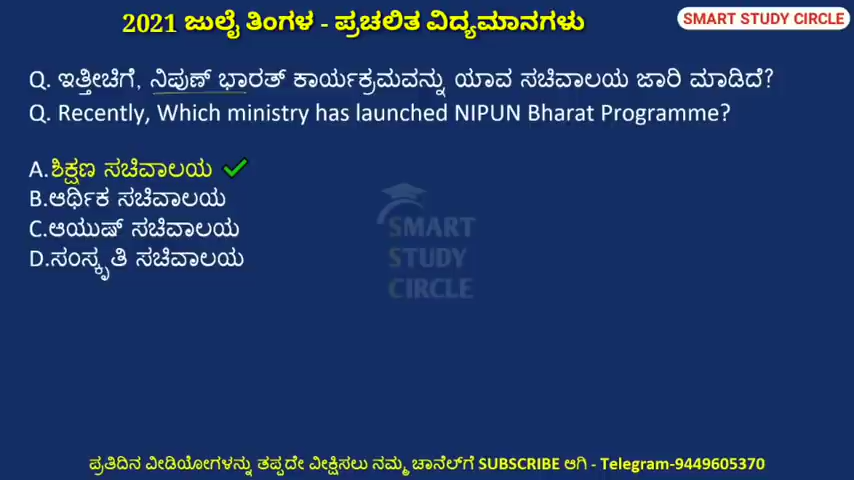 2021 ಜುಲೈ ತಿಂಗಳ - ಪ್ರಚಲಿತ ವಿದ್ಯಮಾನಗಳು
SMART STUDY CIRCLE
Q. ಇತ್ತೀಚೆಗೆ, ನಿಪುಣ್ ಭಾರತ್ ಕಾರ್ಯಕ್ರಮವನ್ನು ಯಾವ ಸಚಿವಾಲಯ ಜಾರಿ ಮಾಡಿದೆ?
Q. Recently, Which ministry has launched NIPUN Bharat Programme?
A.ಶಿಕ್ಷಣ ಸಚಿವಾಲಯ
B.ಆರ್ಥಿಕ ಸಚಿವಾಲಯ
C.ಆಯುಷ್ ಸಚಿವಾಲಯ
D.ಸಂಸ್ಕೃತಿ ಸಚಿವಾಲಯ
SMART
STUDY
CIRCLE
ಪ್ರತಿದಿನ ವೀಡಿಯೋಗಳನ್ನು ತಪ್ಪದೇ ವೀಕ್ಷಿಸಲು ನಮ್ಮ ಚಾನೆಲ್‌ಗೆ SUBSCRIBE ಆಗಿ - Telegram-9449605370